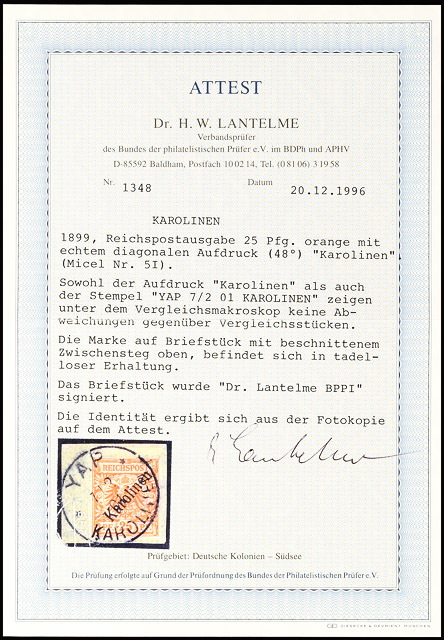 ATTEST
Dr. H. W. LANTELME
Verbandsprüfer
des Bundes der philatelistischen Prüfer e.V. im BDPh und APHV
D-85592 Baldham, Postfach 10 02 14, Tel. (0 81 06) 3 19 58
Nr. 1348 Datum 20.12.1996
KAROLINEN
1899, Reichspostausgabe 25 Pfg. orange mit
echtem diagonalen Aufdruck (48°) "Karolinen".
(Micel Nr. 5I).
Sowohl der Aufdruck "Karolinen" als auch
der Stempel "YAP 7/2 01 KAROLINEN" zeigen
unter dem Vergleichsmakroskop keine Ab-
weichungen gegenüber Vergleichsstücken.
Die Marke auf Briefstück mit beschnittenem
Zwischensteg oben, befindet sich in tadel-
loser Erhaltung.
Das Briefstück wurde "Dr. Lantelme BPPI"
signiert.
Die Identität ergibt sich aus der Fotokopie
auf dem Attest.
YAP
REICHSPOST
Karolinen
Prüfgebiet: Deutsche Kolonien – Südsee
Die Prüfung erfolgte auf Grund der Prüfordnung des Bundes der Philatelistischen Prüfer e.V.
GIESECKE & DEVRIENT MÜNCHEN